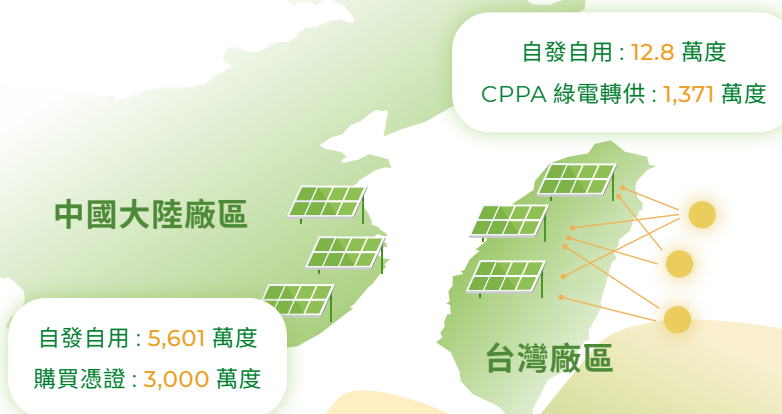 自發自用 : 12.8 萬度
CPPA 綠電轉供 : 1,371 萬度
中國大陸廠區
自發自用 : 5,601 萬度
購買憑證 : 3,000 萬度
台灣廠區